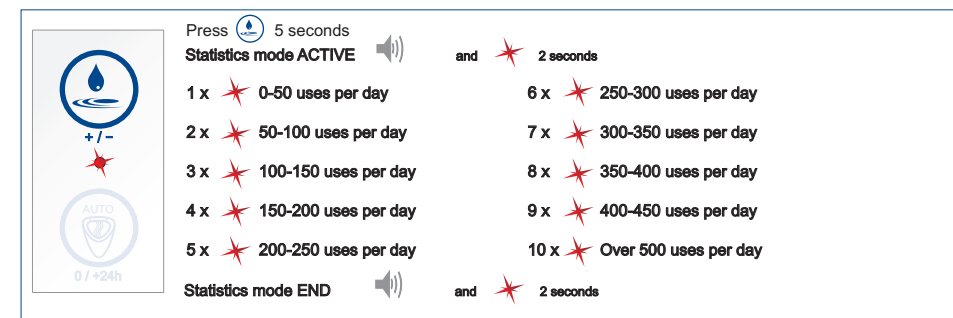 Press 5 seconds
Statistics mode ACTIVE and 2 seconds
1 x 0-50 uses per day
2 x 50-100 uses per day
3 x 100-150 uses per day
4 x 150-200 uses per day
5 x 200-250 uses per day
6 x 250-300 uses per day
7 x 300-350 uses per day
8 x 350-400 uses per day
9 x 400-450 uses per day
10 x Over 500 uses per day
Statistics mode END and 2 seconds
+ / -
AUTO
0 / +24h